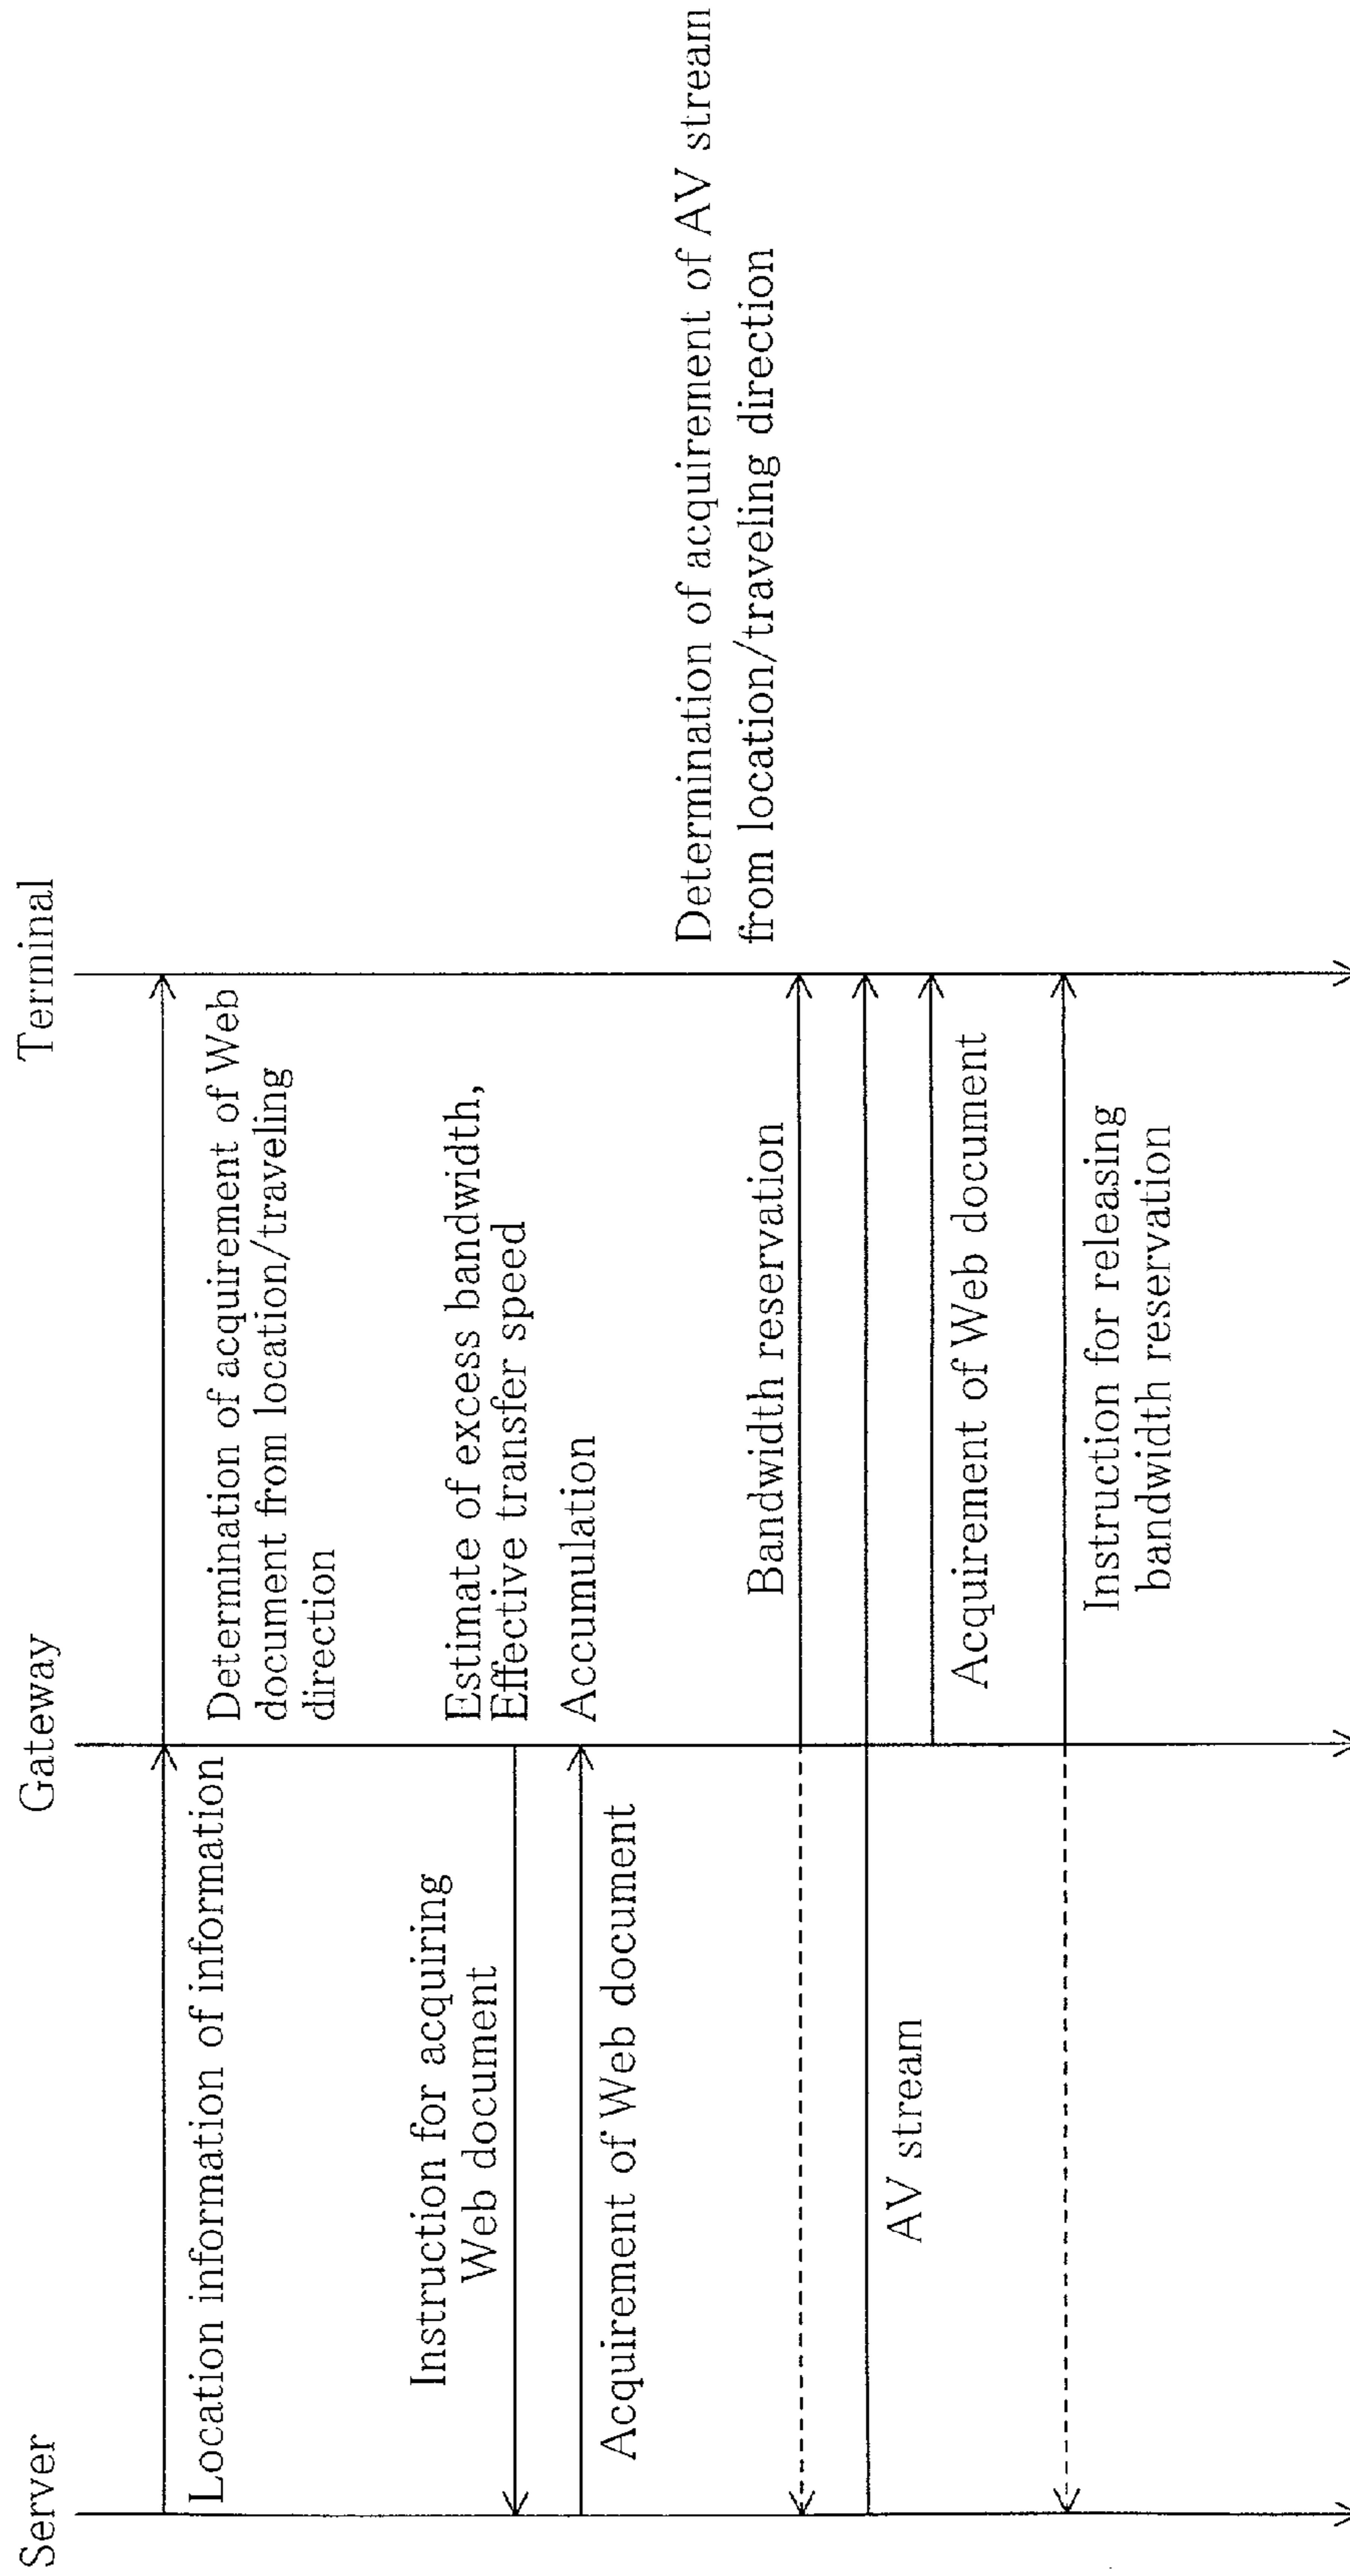 Server
Gateway
Terminal
Location information of information
Determination of acquirement of Web
document from location/traveling
direction
Instruction for acquiring
Web document
Estimate of excess bandwidth,
Effective transfer speed
Accumulation
Acquirement of Web document
Determination of acquirement of AV stream
from location/traveling direction
Bandwidth reservation
AV stream
Acquirement of Web document
Instruction for releasing
bandwidth reservation